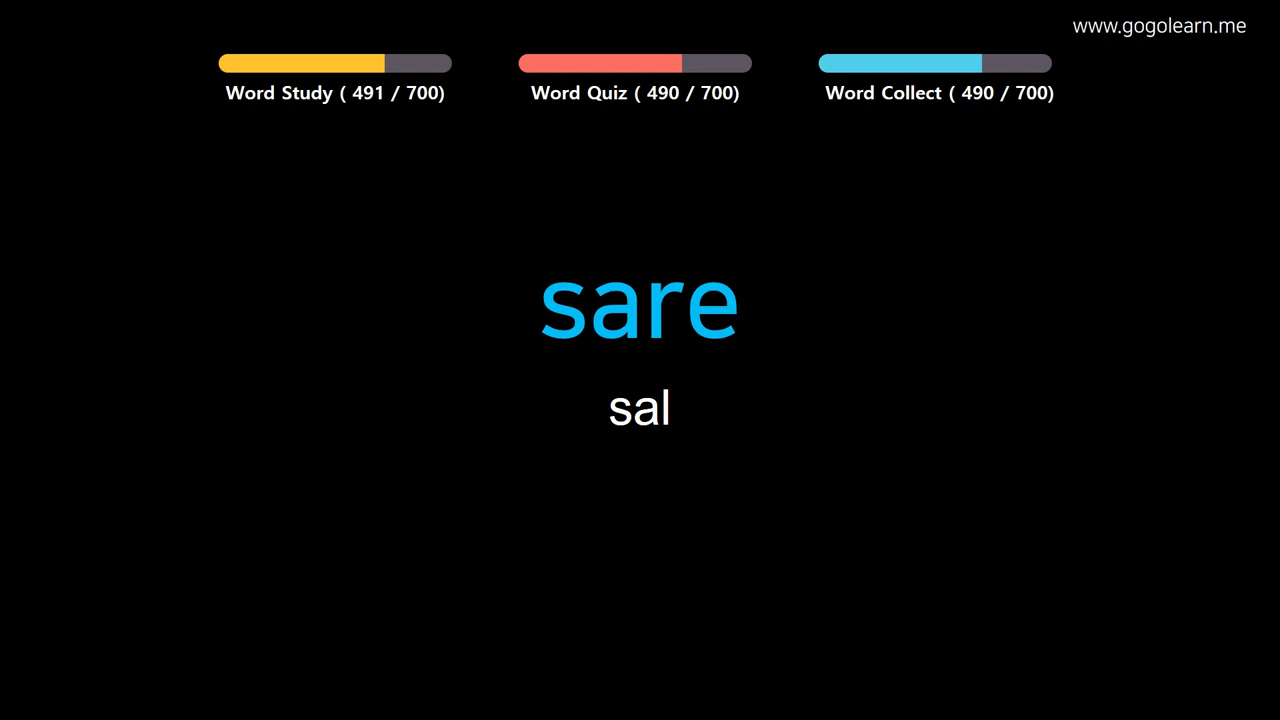 www.gogolearn.me
Word Study ( 491 / 700)
Word Quiz ( 490 / 700)
Word Collect ( 490 / 700)
sare
sal